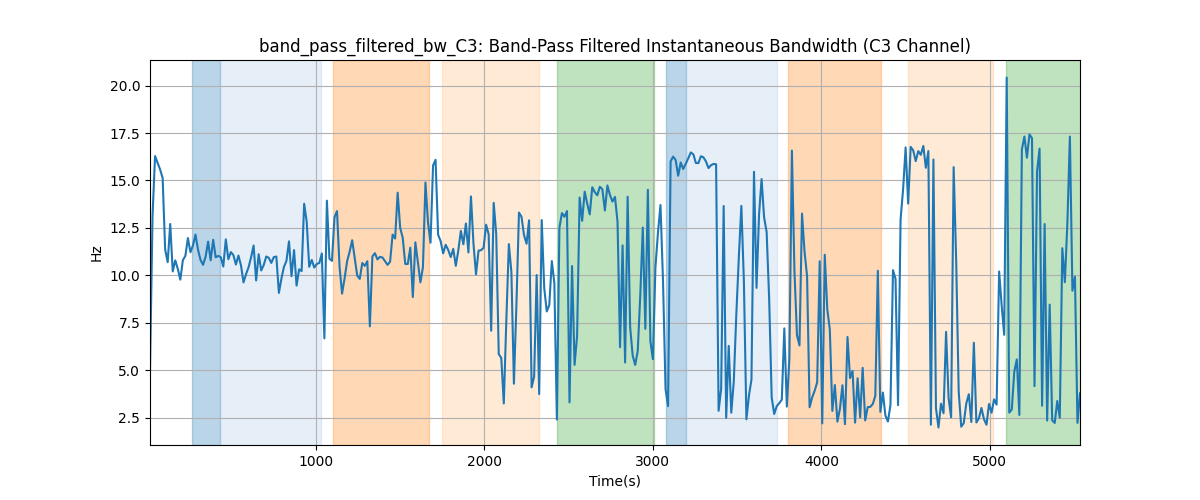 band_pass_filtered_bw_C3: Band-Pass Filtered Instantaneous Bandwidth (C3 Channel)
20.0
17.5
15.0
12.5
10.0
7.5
5.0
2.5
Hz
1000 2000 3000 4000 5000
Time(s)